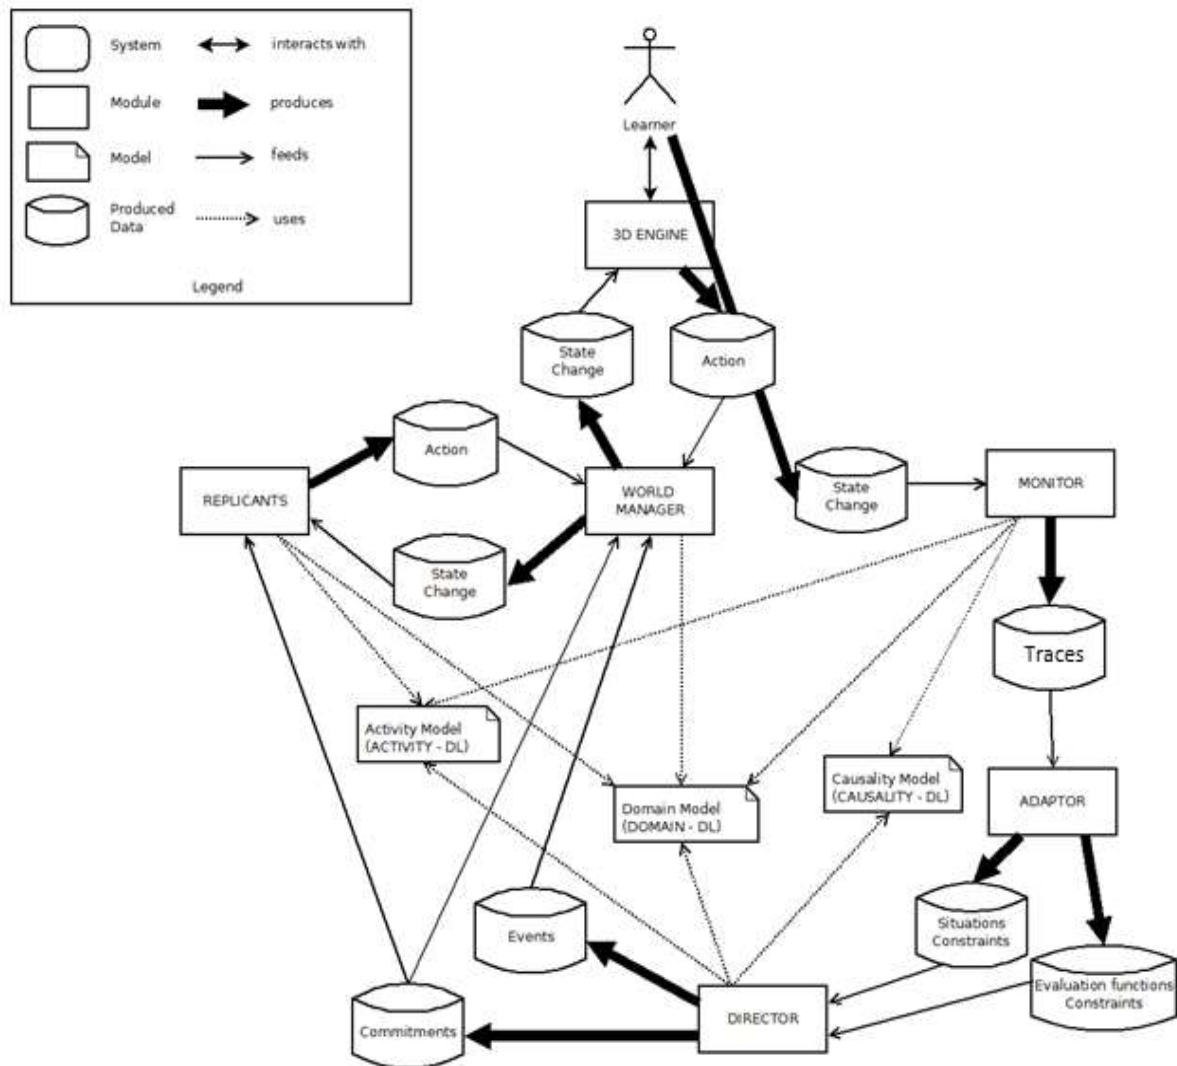 System
interacts with
Module
produces
Model
feeds
Produced
Data
uses
Legend
Learner
3D ENGINE
State
Change
Action
Action
REPLICANTS
WORLD
MANAGER
State
Change
MONITOR
State
Change
Traces
Activity Model
(ACTIVITY - DL)
Domain Model
(DOMAIN - DL)
Causality Model
(CAUSALITY - DL)
ADAPTOR
Events
Situations
Constraints
Evaluation functions
Constraints
Commitments
DIRECTOR